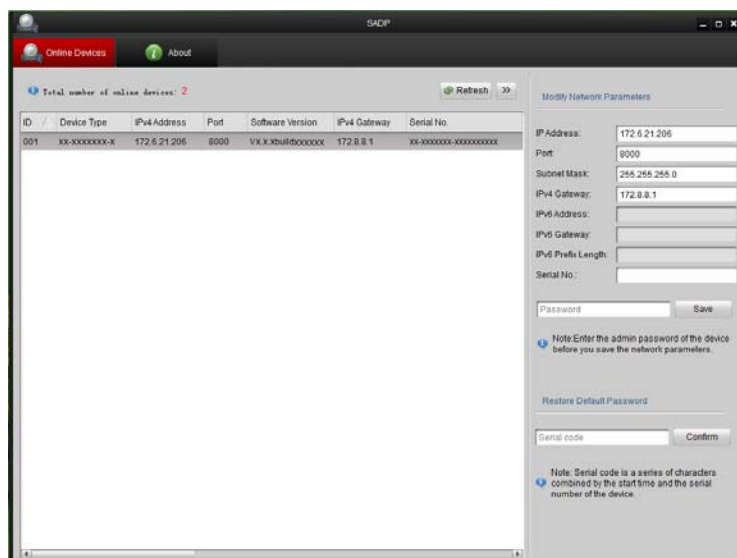 SADP
Online Devices
About
Total number of online devices: 2
Refresh
ID Device Type IPv4 Address Port Software Version IPv4 Gateway Serial No.
001 XX-XXXXXXX-X 172.6.21.206 8000 VX.X.Xbuildxxxxxx 172.8.8.1 XX-XXXXXXX-XXXXXXXXXX
Modify Network Parameters
IP Address: 172.6.21.206
Port: 8000
Subnet Mask: 255.255.255.0
IPv4 Gateway: 172.8.8.1
IPv6 Address:
IPv6 Gateway:
IPv6 Prefix Length:
Serial No.:
Password Save
Note:Enter the admin password of the device
before you save the network parameters.
Restore Default Password
Serial code Confirm
Note: Serial code is a series of characters
combined by the start time and the serial
number of the device.